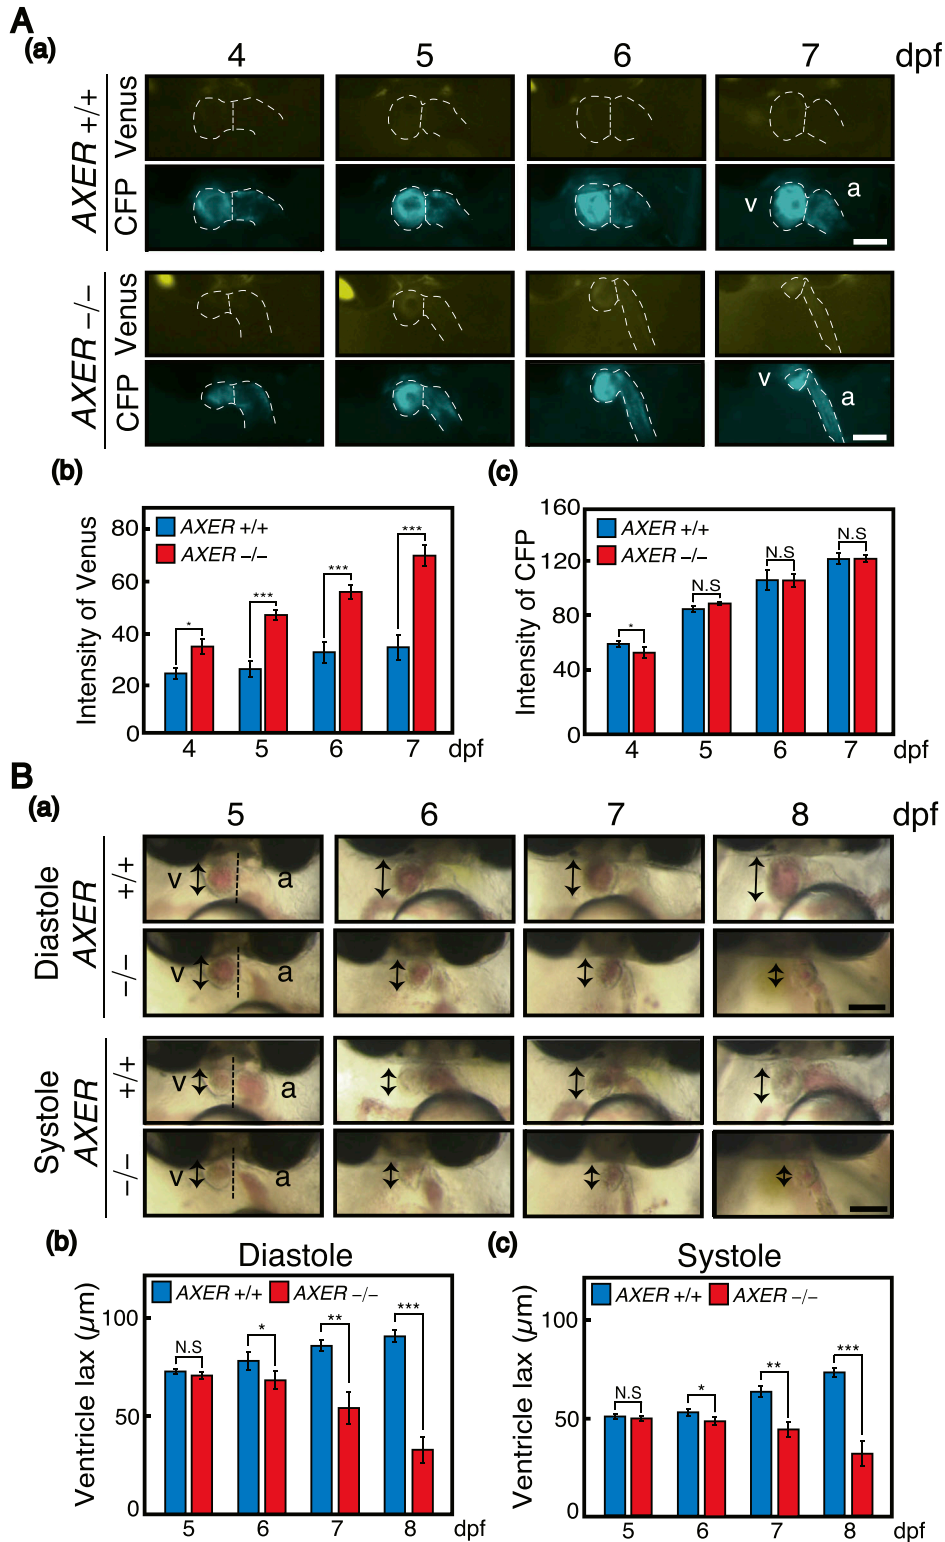 A
(a)
4 5 6 7 dpf
AXER +/+
Venus
CFP
v a
AXER −/−
Venus
CFP
v a
(b)
Intensity of Venus
80
60
40
20
0
AXER +/+
AXER −/−
* *** *** ***
4 5 6 7 dpf
(c)
Intensity of CFP
160
120
80
40
0
AXER +/+
AXER −/−
* N.S N.S N.S
4 5 6 7 dpf
B
(a)
5 6 7 8 dpf
Diastole
AXER
+/+
v a
−/−
v a
Systole
AXER
+/+
v a
−/−
v a
(b)
Diastole
Ventricle lax (µm)
100
50
0
AXER +/+ AXER −/−
N.S * ** ***
5 6 7 8 dpf
(c)
Systole
Ventricle lax (µm)
100
50
0
AXER +/+ AXER −/−
N.S * ** ***
5 6 7 8 dpf